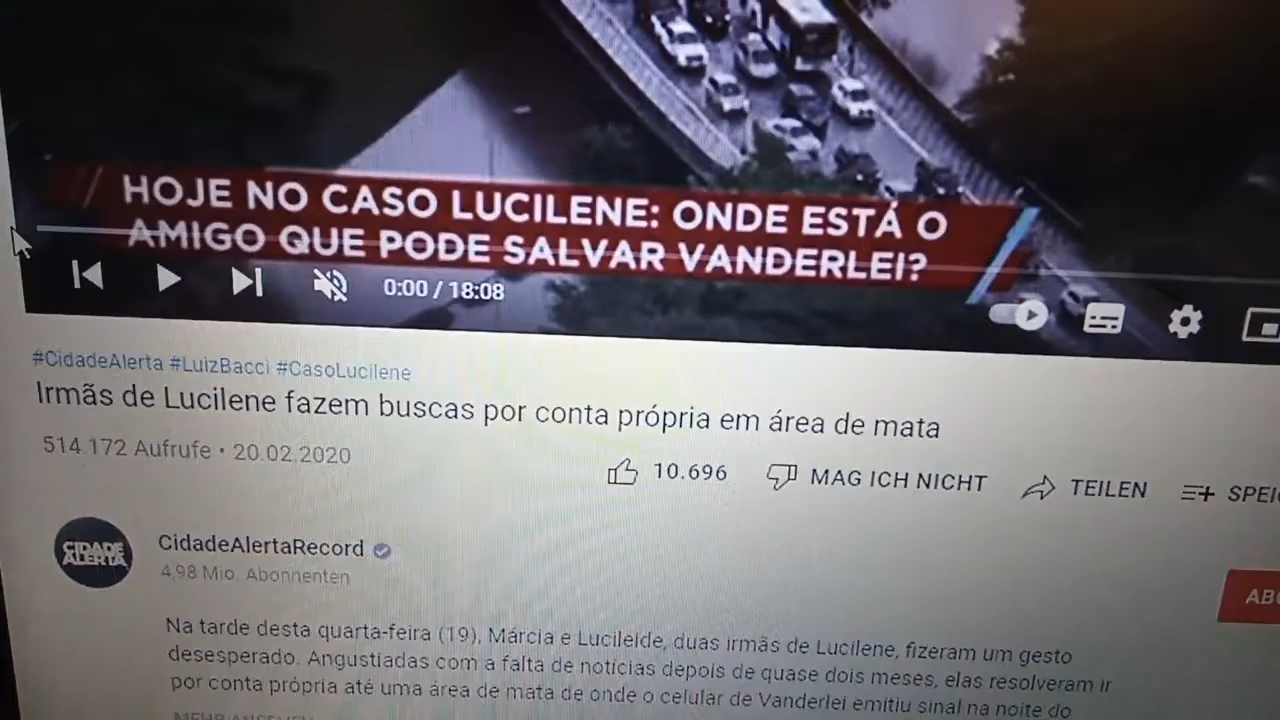 HOJE NO CASO LUCILENE: ONDE ESTÁ O
AMIGO QUE PODE SALVAR VANDERLEI?
0:00 / 18:08
#CidadeAlerta #LuizBacci #CasoLucilene
Irmãs de Lucilene fazem buscas por conta própria em área de mata
514.172 Aufrufe • 20.02.2020
10.696
MAG ICH NICHT
TEILEN
CIDADE
ALERTA
CidadeAlertaRecord
4,98 Mio. Abonnenten
Na tarde desta quarta-feira (19), Márcia e Lucileide, duas irmãs de Lucilene, fizeram um gesto
desesperado. Angustiadas com a falta de notícias depois de quase dois meses, elas resolveram ir
por conta própria até uma área de mata de onde o celular de Vanderlei emitiu sinal na noite do